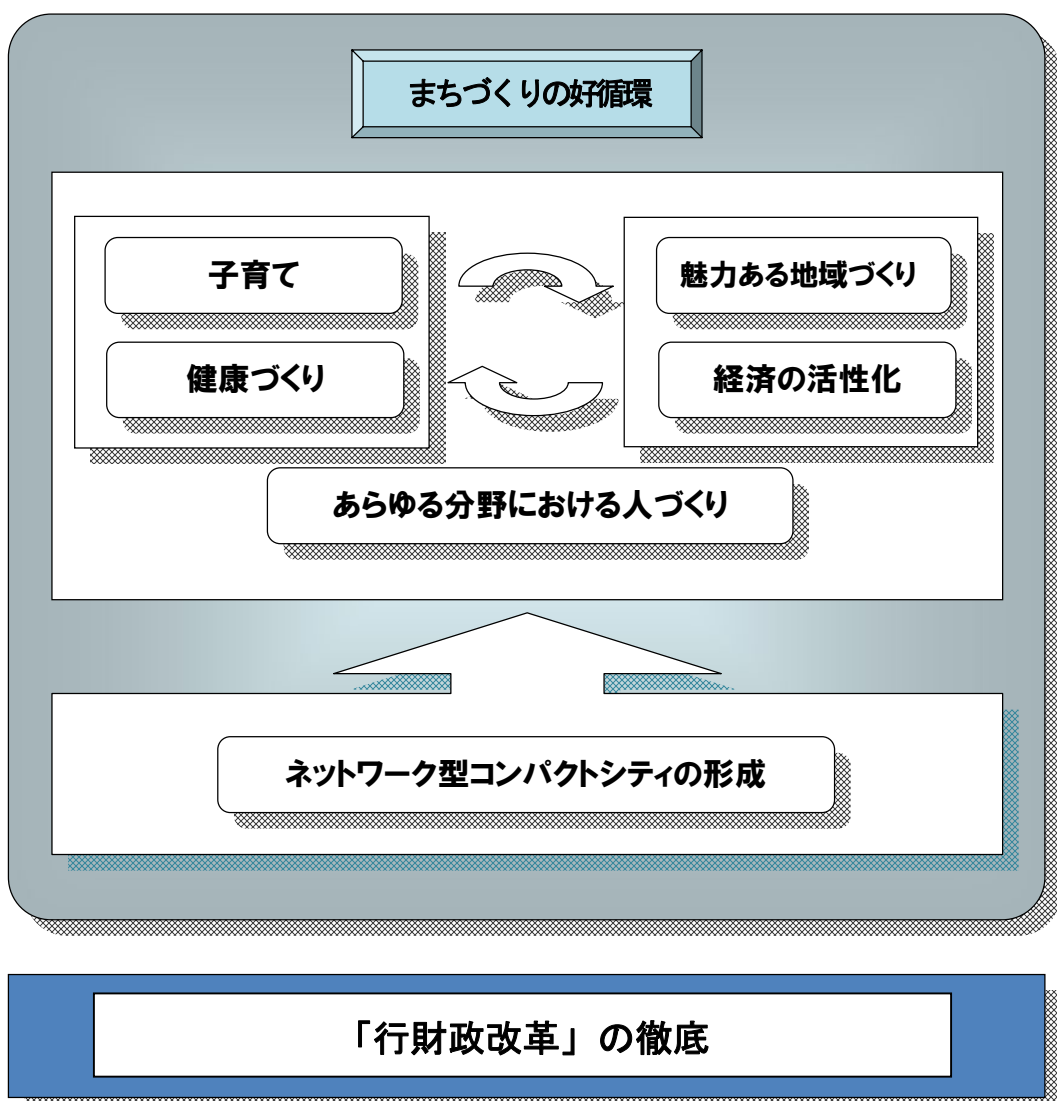 まちづくりの好循環
子育て
健康づくり
魅力ある地域づくり
経済の活性化
あらゆる分野における人づくり
ネットワーク型コンパクトシティの形成
「行財政改革」の徹底